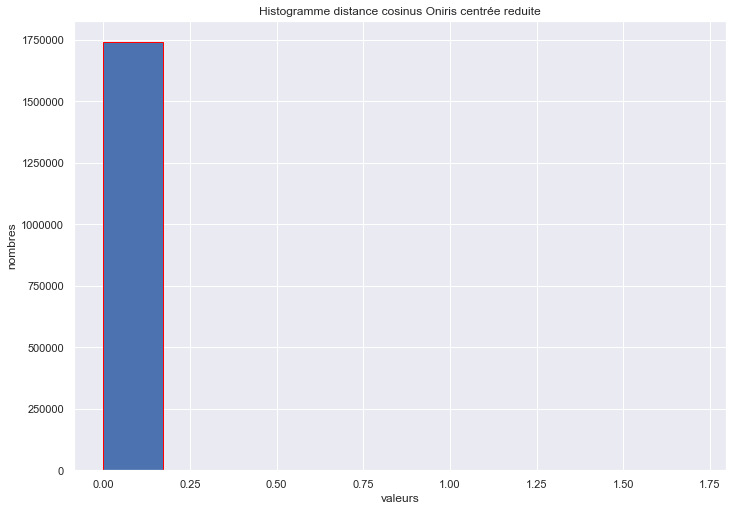 Histogramme distance cosinus Oniris centrée reduite
1750000
1500000
1250000
1000000
750000
500000
250000
0
nombres
0.00 0.25 0.50 0.75 1.00 1.25 1.50 1.75
valeurs